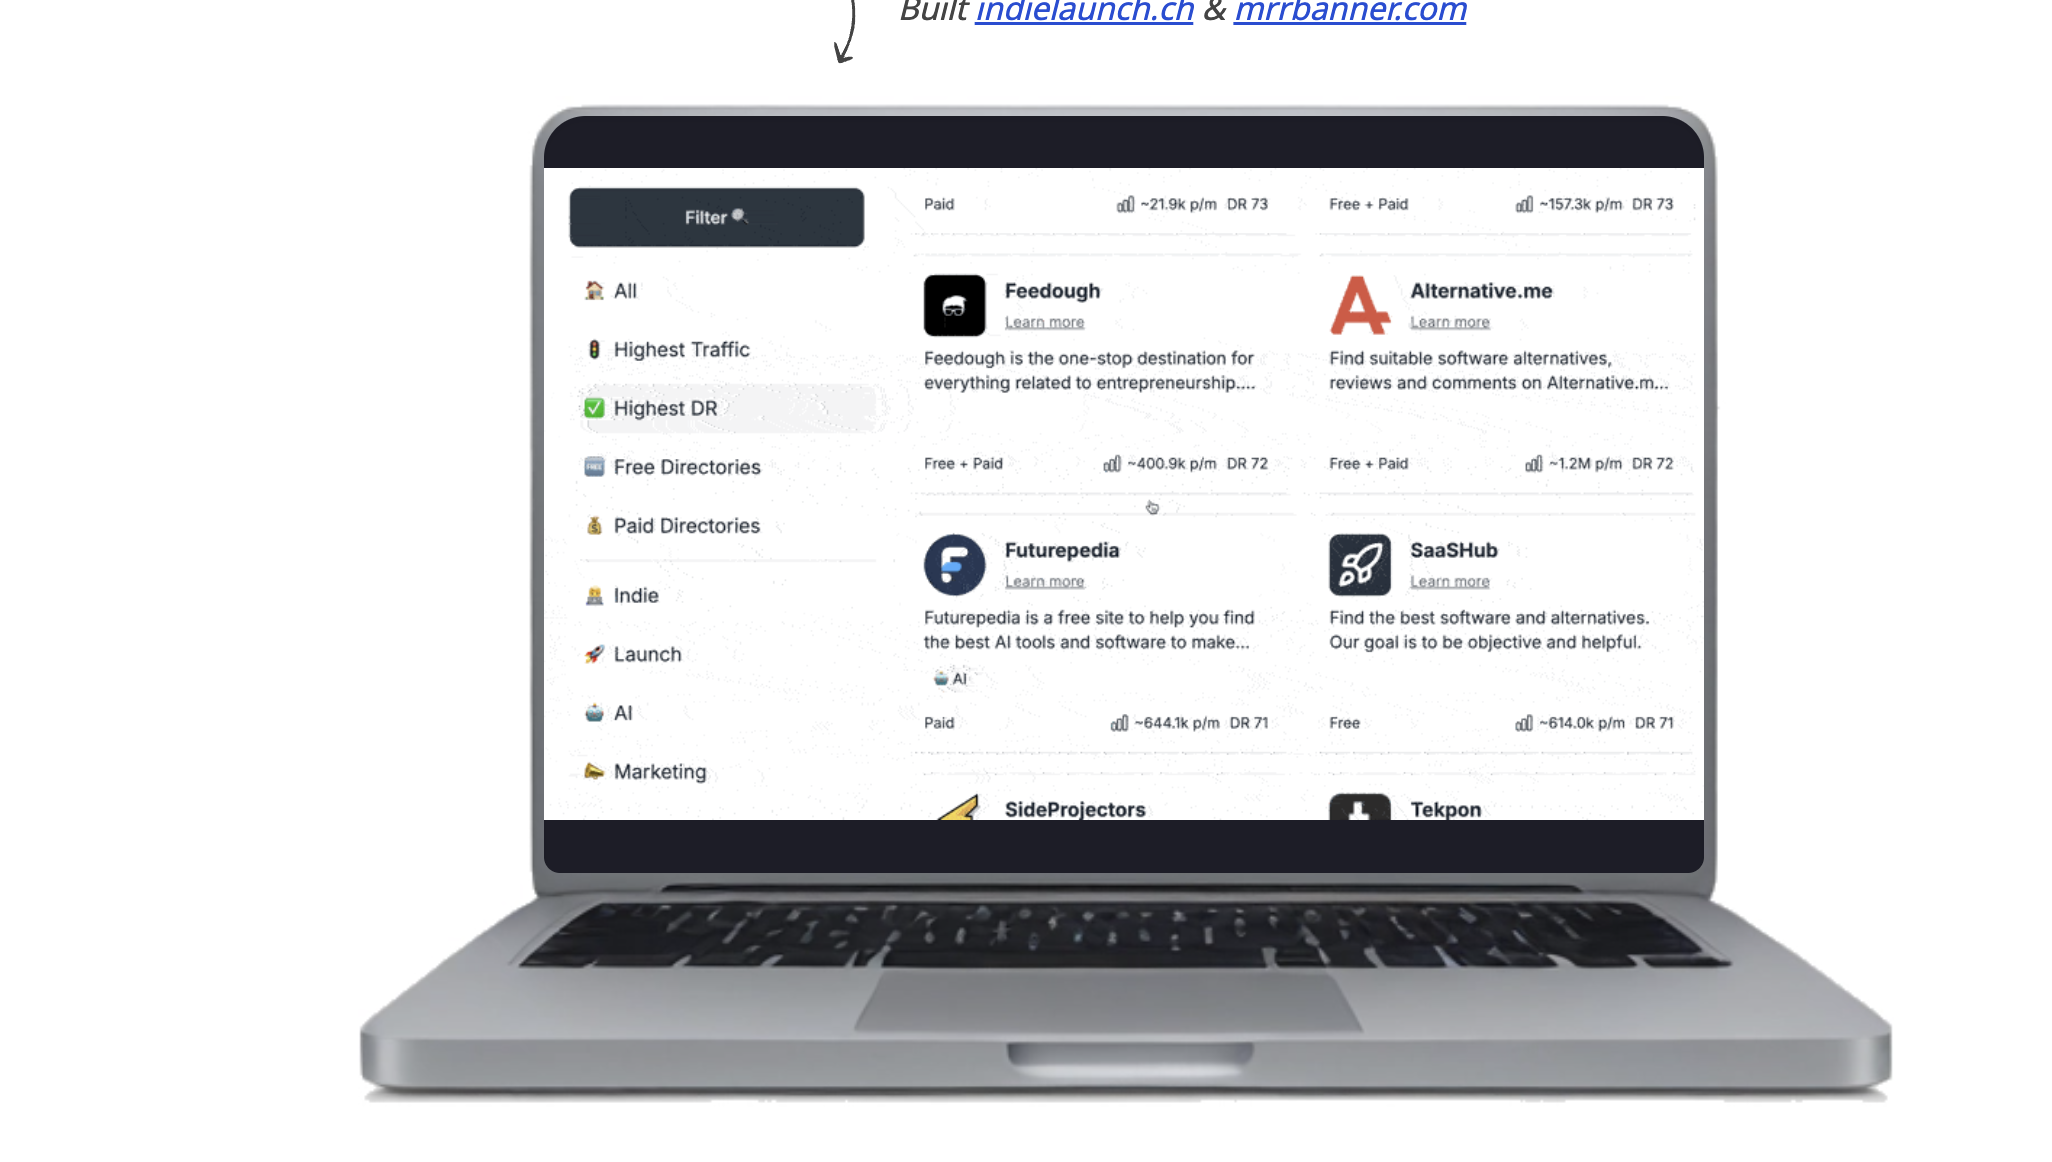 Built indielaunch.ch & mrrbanner.com
Filter
All
Highest Traffic
Highest DR
Free Directories
Paid Directories
Indie
Launch
AI
Marketing
Paid ~21.9k p/m DR 73
Free + Paid ~157.3k p/m DR 73
Feedough
Learn more
Feedough is the one-stop destination for
everything related to entrepreneurship....
Free + Paid ~400.9k p/m DR 72
Alternative.me
Learn more
Find suitable software alternatives,
reviews and comments on Alternative.m...
Free + Paid ~1.2M p/m DR 72
Futurepedia
Learn more
Futurepedia is a free site to help you find
the best AI tools and software to make...
AI
Paid ~644.1k p/m DR 71
SaaSHub
Learn more
Find the best software and alternatives.
Our goal is to be objective and helpful.
Free ~614.0k p/m DR 71
SideProjectors
Tekpon